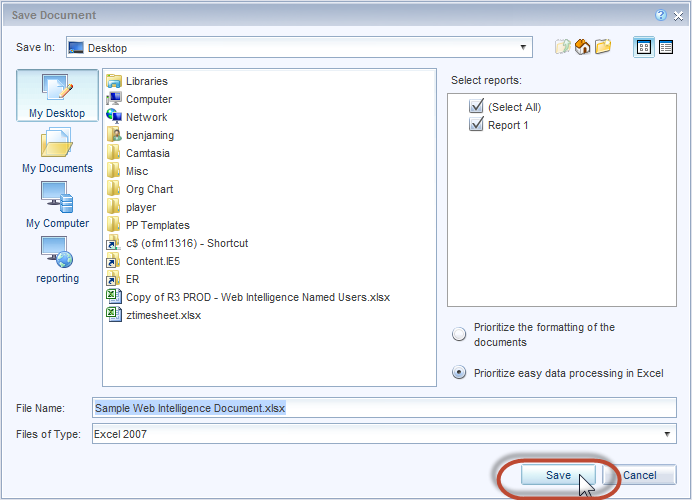 Save Document
Save In:
Desktop
My Desktop
My Documents
My Computer
reporting
Libraries
Computer
Network
benjaming
Camtasia
Misc
Org Chart
player
PP Templates
c$ (ofm11316) - Shortcut
Content.IE5
ER
Copy of R3 PROD - Web Intelligence Named Users.xlsx
ztimesheet.xlsx
Select reports:
(Select All)
Report 1
Prioritize the formatting of the
documents
Prioritize easy data processing in Excel
File Name:
Sample Web Intelligence Document.xlsx
Files of Type:
Excel 2007
Save
Cancel